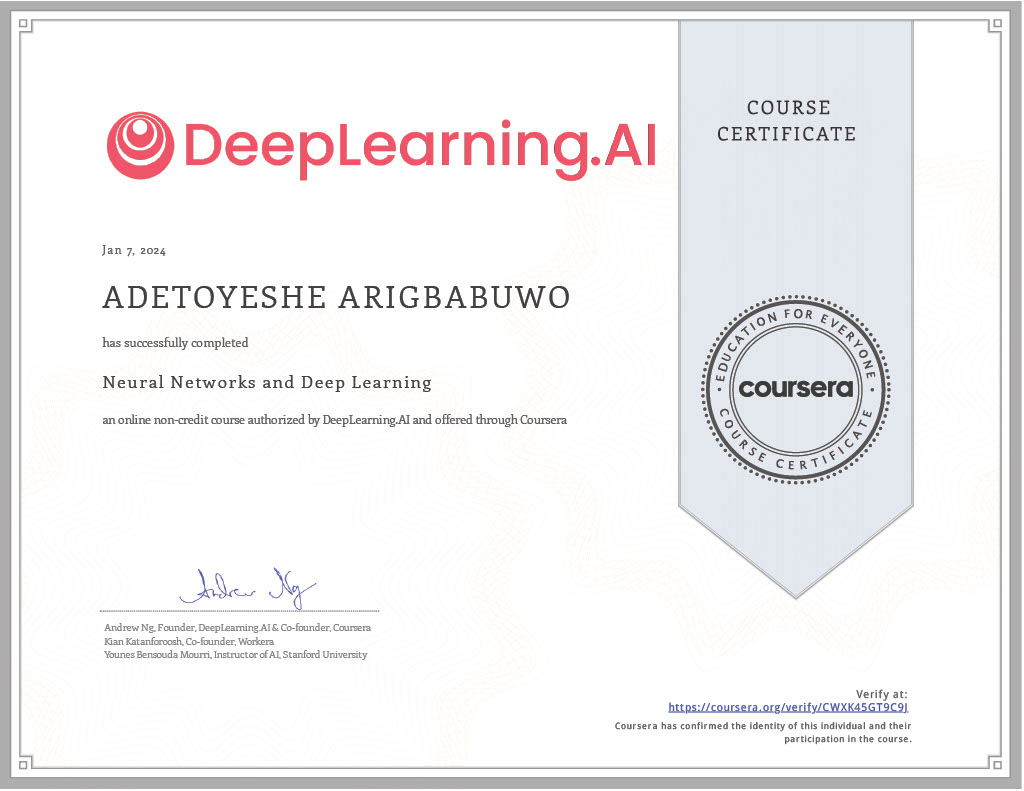 COURSE
CERTIFICATE
DeepLearning.AI
Jan 7, 2024
ADETOYESHE ARIGBABUWO
has successfully completed
Neural Networks and Deep Learning
an online non-credit course authorized by DeepLearning.AI and offered through Coursera
EDUCATION FOR EVERYONE
coursera
COURSE CERTIFICATE
Andrew Ng
Andrew Ng, Founder, DeepLearning.AI & Co-founder, Coursera
Kian Katanforoosh, Co-founder, Workera
Younes Bensouda Mourri, Instructor of AI, Stanford University
Verify at:
https://coursera.org/verify/CWXK45GT9C9J
Coursera has confirmed the identity of this individual and their
participation in the course.